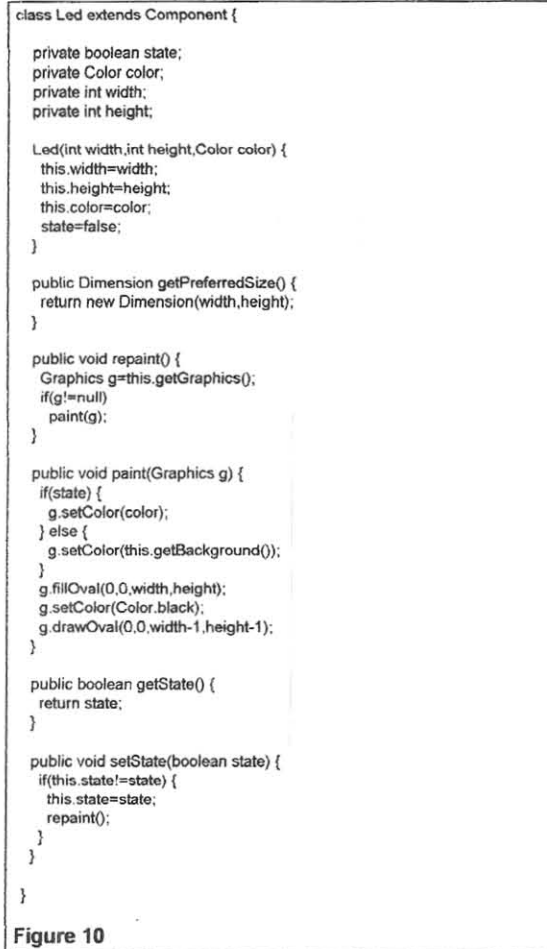 class Led extends Component {
private boolean state;
private Color color;
private int width;
private int height;
Led(int width,int height,Color color) {
this.width=width;
this.height=height;
this.color=color;
state=false;
}
public Dimension getPreferredSize() {
return new Dimension(width,height);
}
public void repaint() {
Graphics g=this.getGraphics();
if(g!=null)
paint(g);
}
public void paint(Graphics g) {
if(state) {
g.setColor(color);
} else {
g.setColor(this.getBackground());
}
g.fillOval(0,0,width,height);
g.setColor(Color.black);
g.drawOval(0,0,width-1,height-1);
}
public boolean getState() {
return state;
}
public void setState(boolean state) {
if(this.state!=state) {
this.state=state;
repaint();
}
}
}
Figure 10